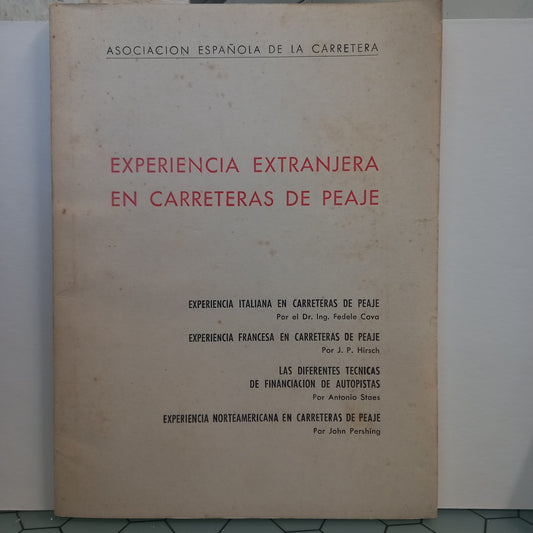 ASOCIACION ESPAÑOLA DE LA CARRETERA
EXPERIENCIA EXTRANJERA
EN CARRETERAS DE PEAJE
EXPERIENCIA ITALIANA EN CARRETERAS DE PEAJE
Por el Dr. Ing. Fedele Cova
EXPERIENCIA FRANCESA EN CARRETERAS DE PEAJE
Por J. P. Hirsch
LAS DIFERENTES TECNICAS
DE FINANCIACION DE AUTOPISTAS
Por Antonio Staes
EXPERIENCIA NORTEAMERICANA EN CARRETERAS DE PEAJE
Por John Pershing